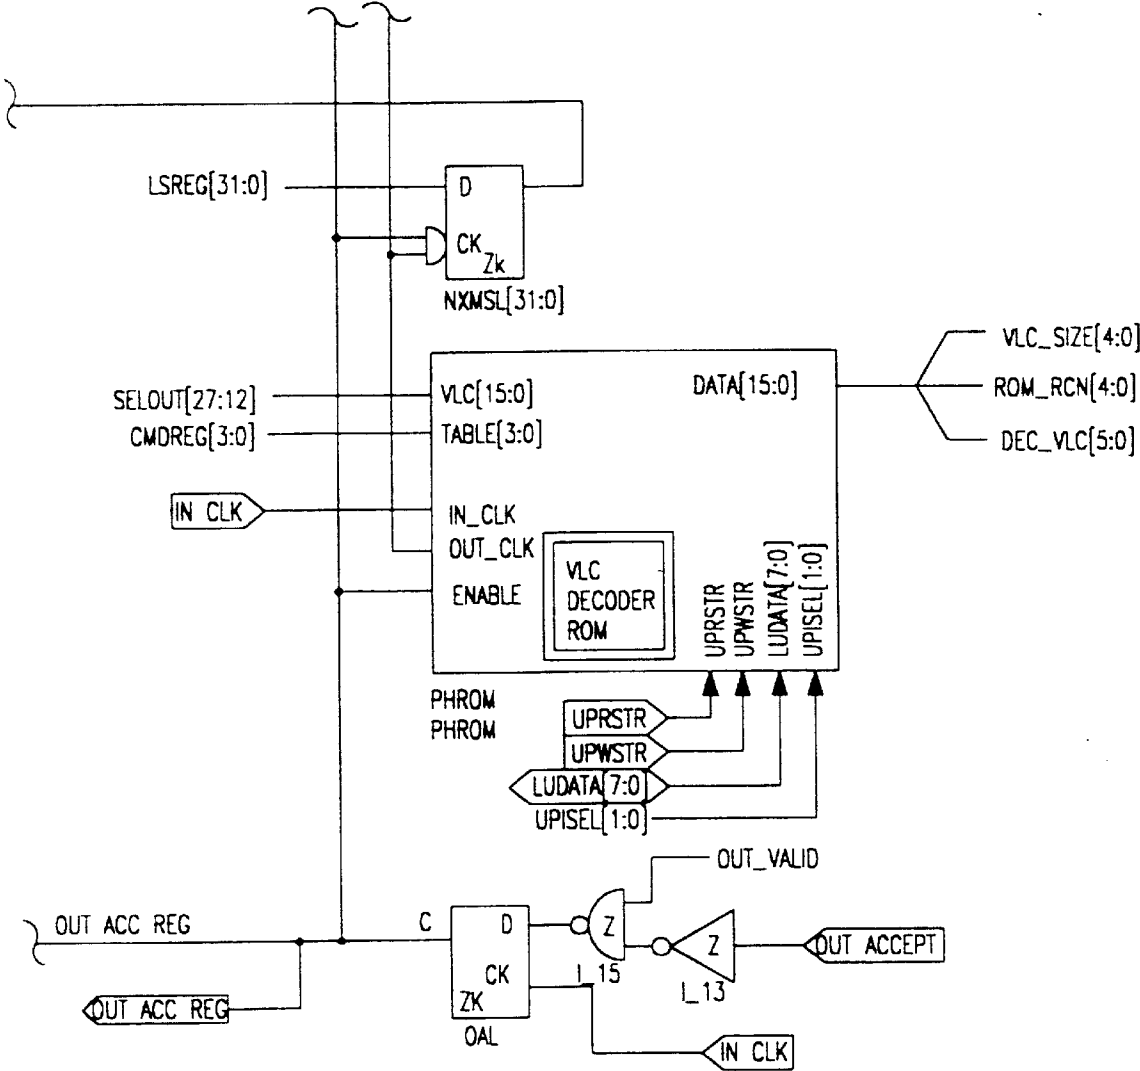 LSREG[31:0]
D
CK
Zk
NXMSL[31:0]
VLC_SIZE[4:0]
SELOUT[27:12]
VLC[15:0]
DATA[15:0]
ROM_RCN[4:0]
CMDREG[3:0]
TABLE[3:0]
DEC_VLC[5:0]
IN CLK
IN_CLK
OUT_CLK
ENABLE
VLC
DECODER
ROM
UPRSTR
UPWSTR
LUDATA[7:0]
UPISEL[1:0]
PHROM
PHROM
UPRSTR
UPWSTR
LUDATA[7:0]
UPISEL[1:0]
OUT_VALID
OUT ACC REG
C
D
Z
Z
OUT ACCEPT
CK
I_15
I_13
OUT ACC REG
ZK
OAL
IN CLK